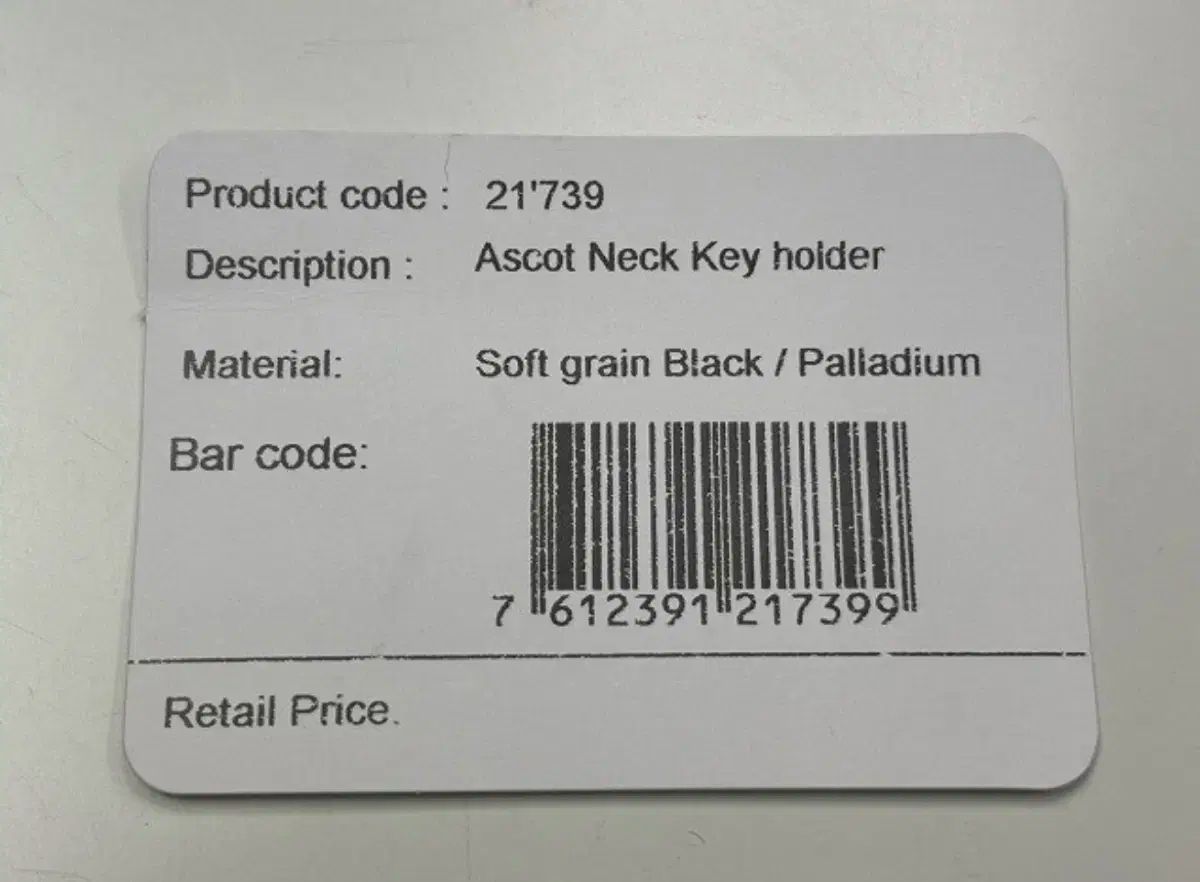 Product code : 21'739
Description : Ascot Neck Key holder
Material: Soft grain Black / Palladium
Bar code:
7 612391 217399
Retail Price.